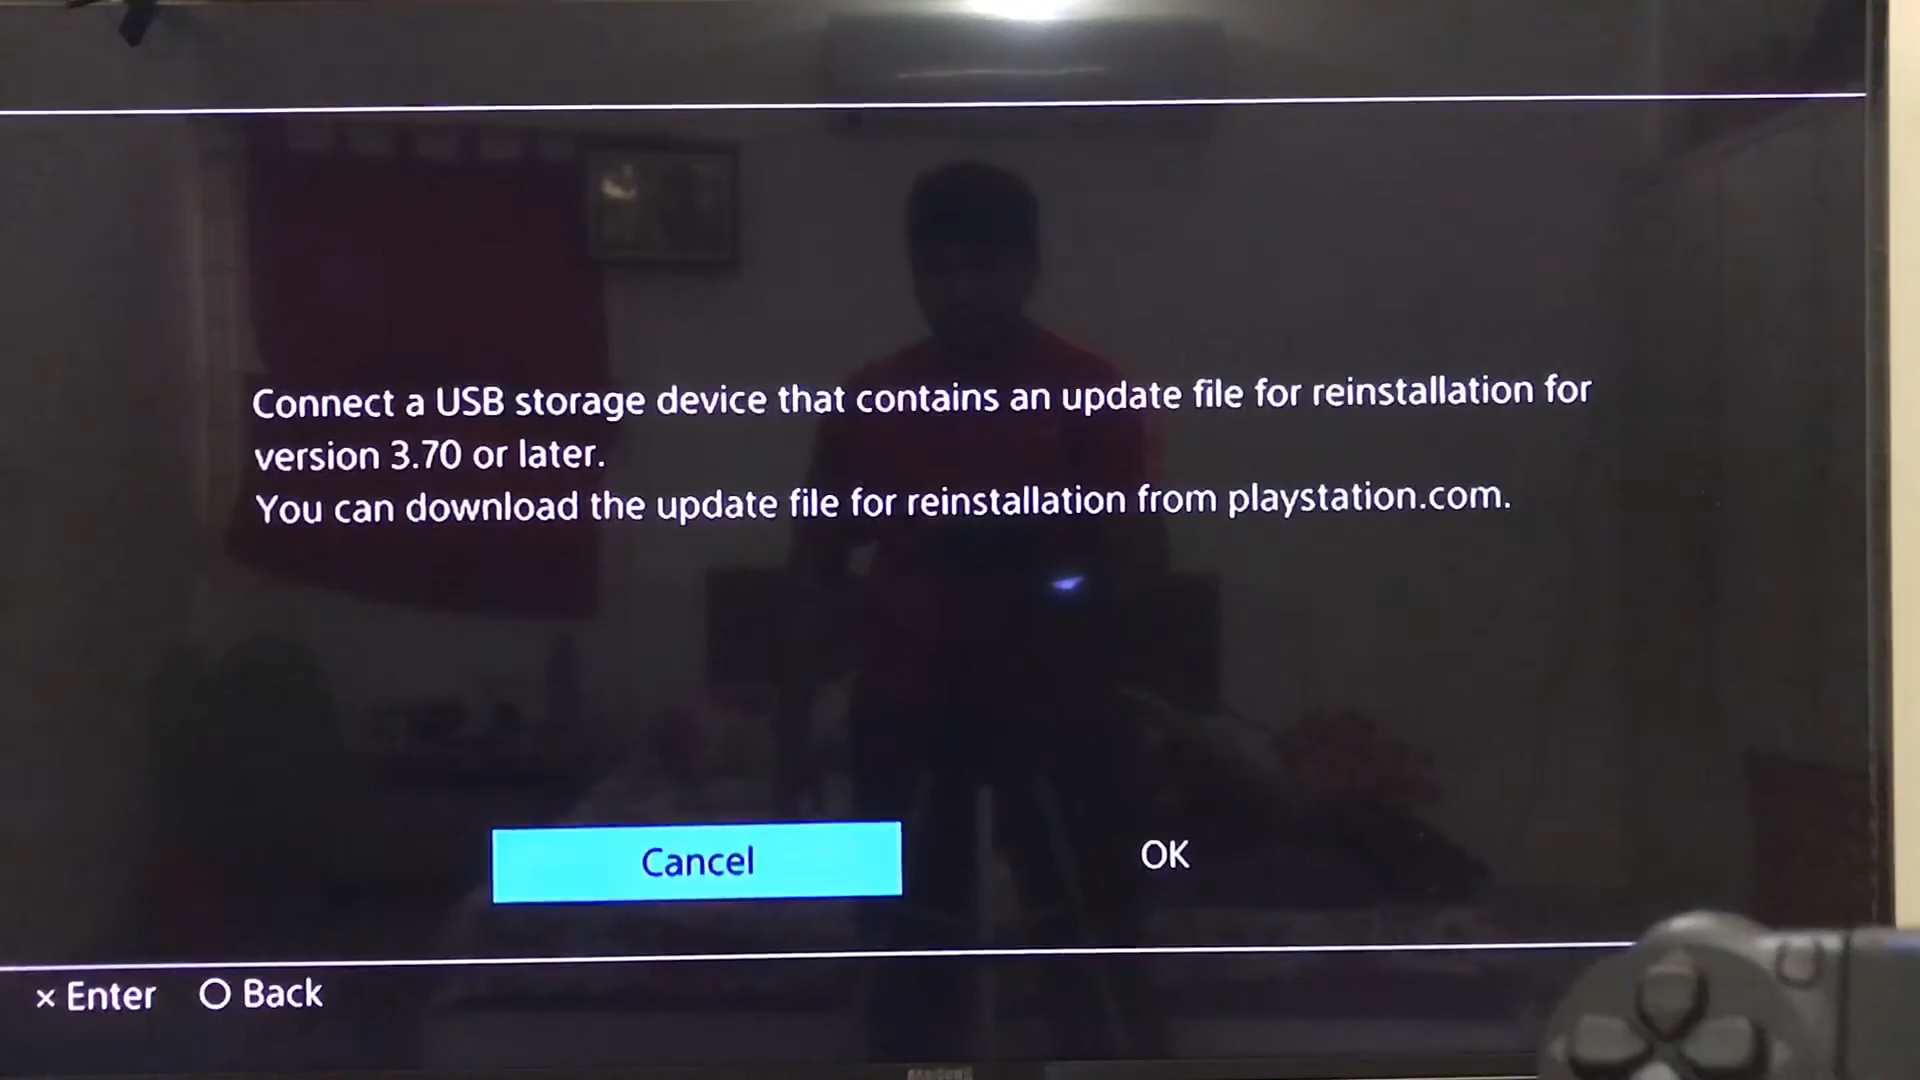 Connect a USB storage device that contains an update file for reinstallation for
version 3.70 or later.
You can download the update file for reinstallation from playstation.com.
Cancel
OK
× Enter ○ Back
SAMSUNG